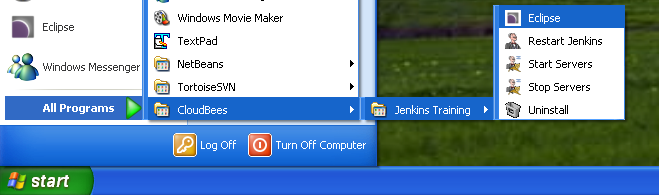 Eclipse
Windows Messenger
All Programs
Windows Movie Maker
TextPad
NetBeans
TortoiseSVN
CloudBees
Jenkins Training
Eclipse
Restart Jenkins
Start Servers
Stop Servers
Uninstall
Log Off
Turn Off Computer
start